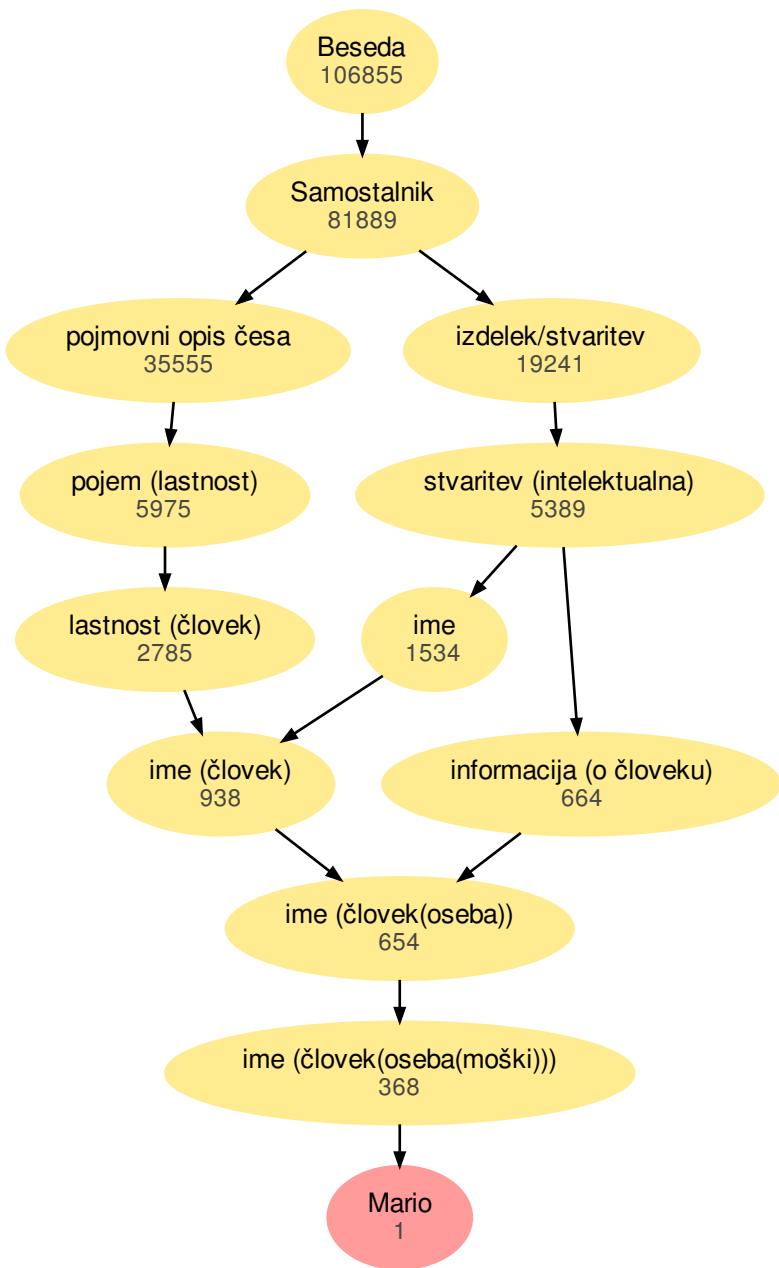 Beseda
106855
Samostalnik
81889
pojmovni opis česa
35555
izdelek/stvaritev
19241
pojem (lastnost)
5975
stvaritev (intelektualna)
5389
lastnost (človek)
2785
ime
1534
ime (človek)
938
informacija (o človeku)
664
ime (človek(oseba))
654
ime (človek(oseba(moški)))
368
Mario
1